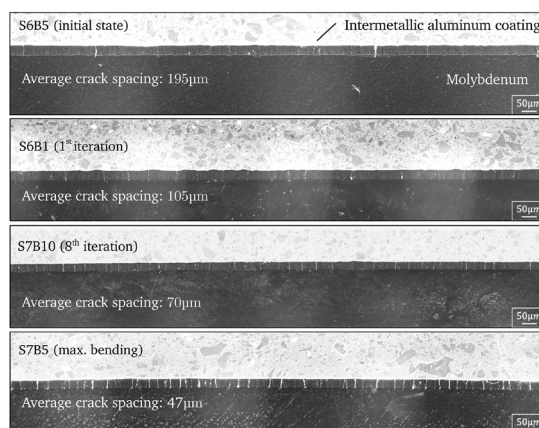 S6B5 (initial state)
Intermetallic aluminum coating
Average crack spacing: 195µm
Molybdenum
50µm
S6B1 (1st iteration)
Average crack spacing: 105µm
50µm
S7B10 (8th iteration)
Average crack spacing: 70µm
50µm
S7B5 (max. bending)
Average crack spacing: 47µm
50µm